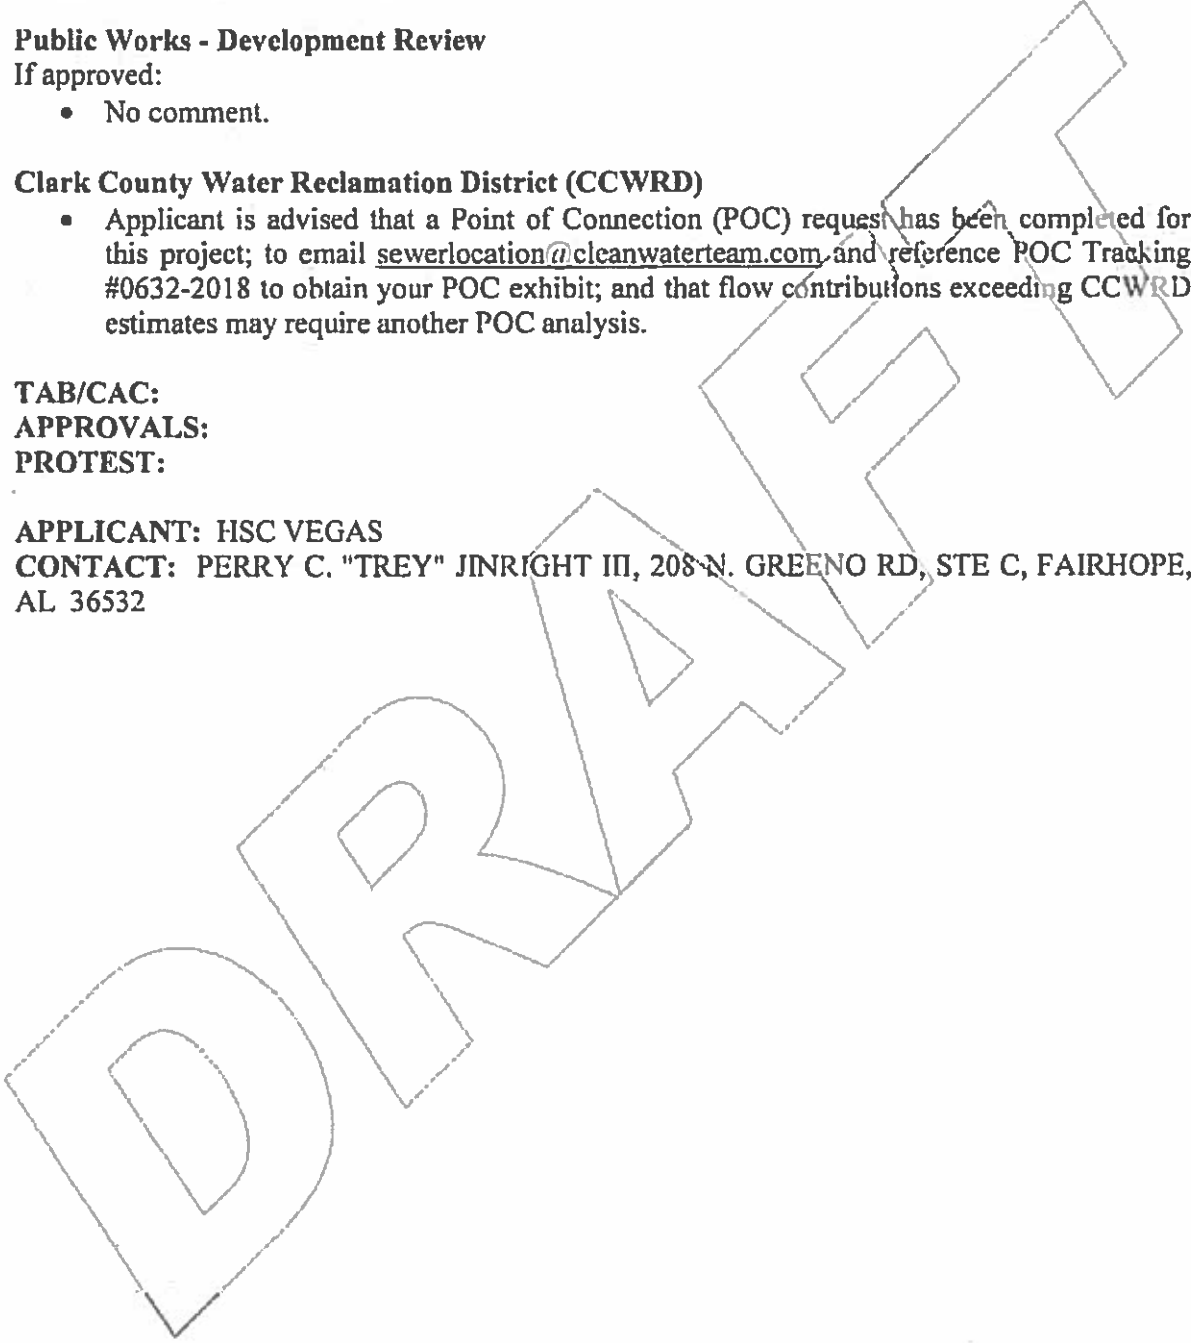 Public Works - Development Review
If approved:
• No comment.
Clark County Water Reclamation District (CCWRD)
• Applicant is advised that a Point of Connection (POC) request has been completed for
this project; to email sewerlocation@cleanwaterteam.com and reference POC Tracking
#0632-2018 to obtain your POC exhibit; and that flow contributions exceeding CCWRD
estimates may require another POC analysis.
TAB/CAC:
APPROVALS:
PROTEST:
APPLICANT: HSC VEGAS
CONTACT: PERRY C. "TREY" JINRIGHT III, 208 N. GREENO RD, STE C, FAIRHOPE,
AL 36532
DRAFT